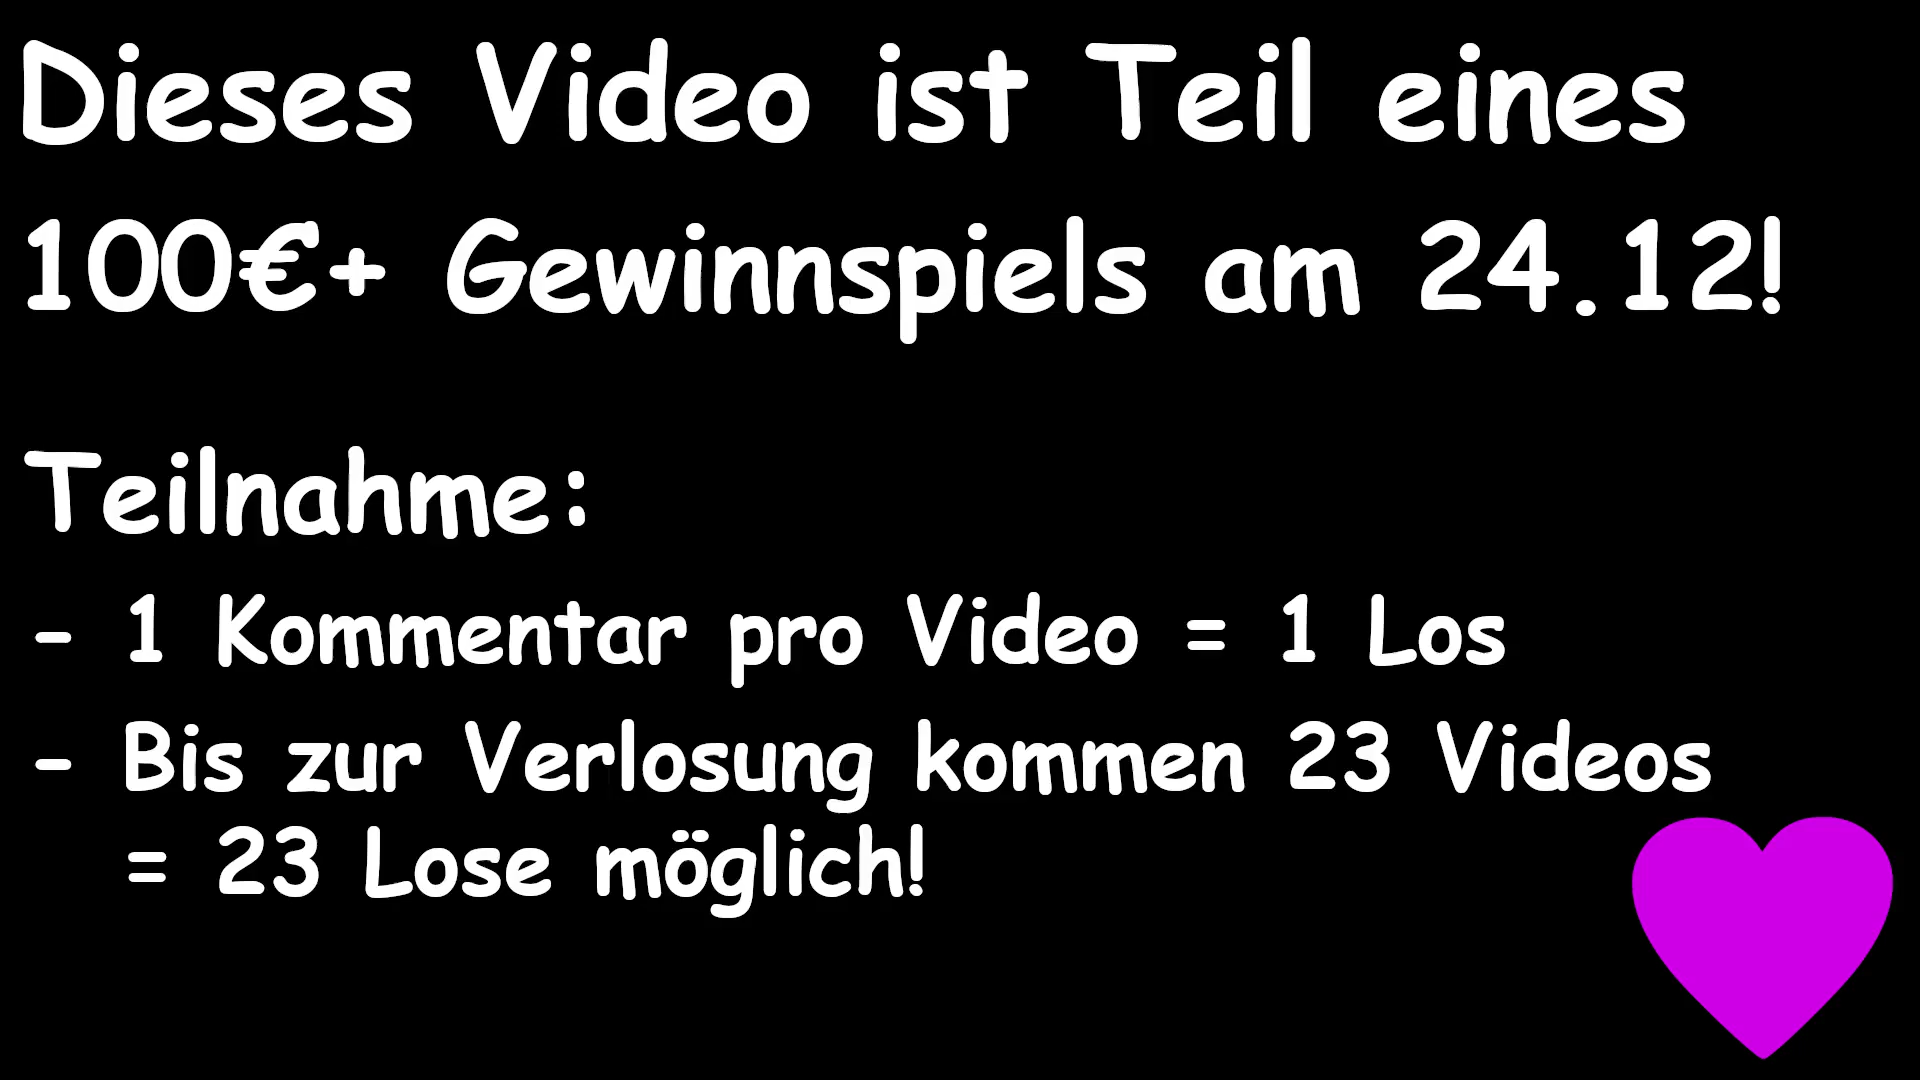 Dieses Video ist Teil eines
100€+ Gewinnspiels am 24.12!
Teilnahme:
- 1 Kommentar pro Video = 1 Los
- Bis zur Verlosung kommen 23 Videos
= 23 Lose möglich!